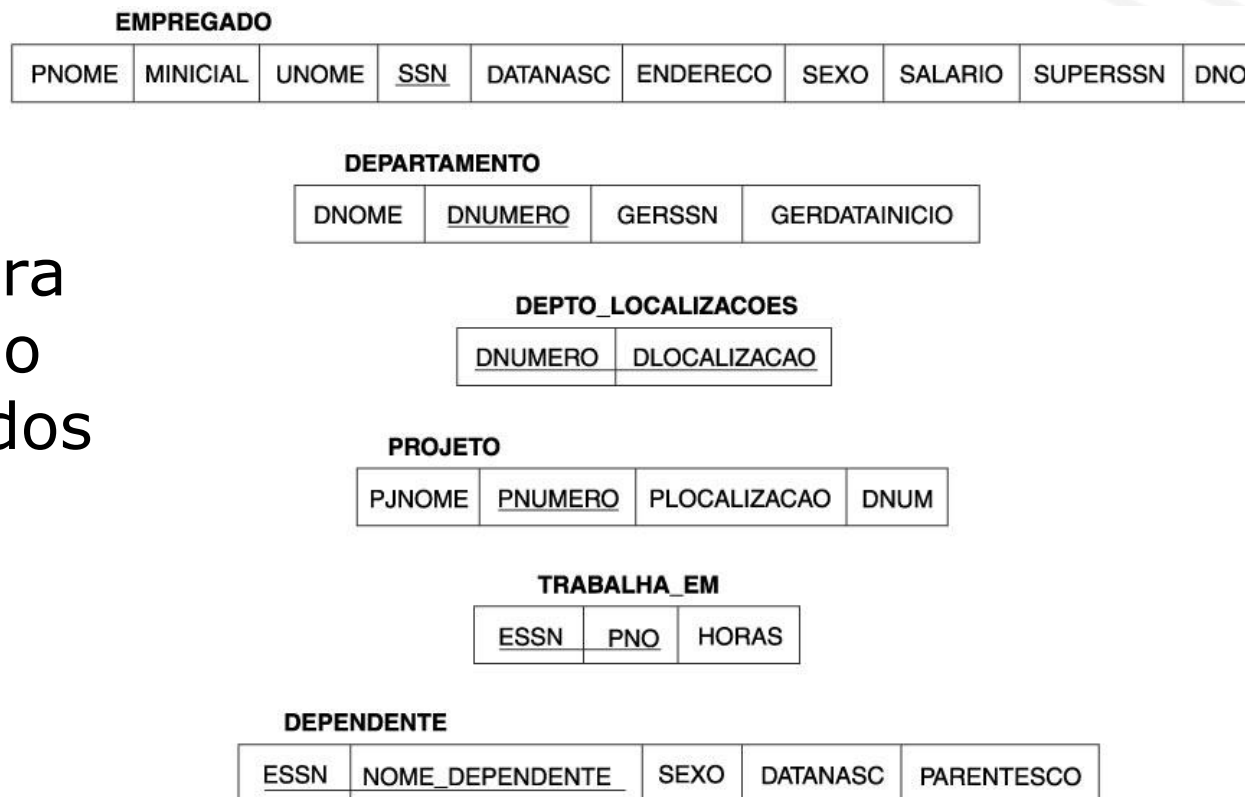 EMPREGADO
PNOME MINICIAL UNOME SSN DATANASC ENDERECO SEXO SALARIO SUPERSSN DNO
DEPARTAMENTO
DNOME DNUMERO GERSSN GERDATAINICIO
ra
o
dos
DEPTO_LOCALIZACOES
DNUMERO DLOCALIZACAO
PROJETO
PJNOME PNUMERO PLOCALIZACAO DNUM
TRABALHA_EM
ESSN PNO HORAS
DEPENDENTE
ESSN NOME_DEPENDENTE SEXO DATANASC PARENTESCO